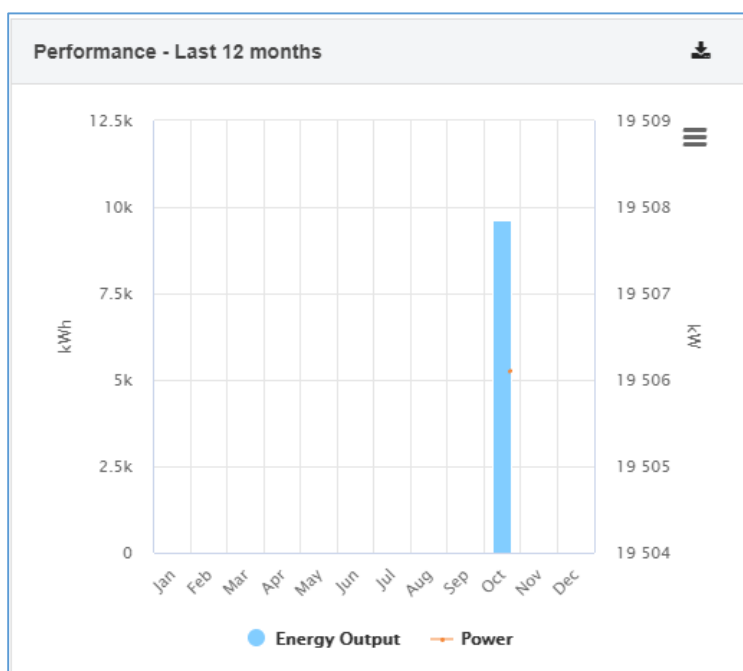 Performance - Last 12 months
12.5k
10k
7.5k
5k
2.5k
0
kWh
19 509
19 508
19 507
19 506
19 505
19 504
kW
Jan
Feb
Mar
Apr
May
Jun
Jul
Aug
Sep
Oct
Nov
Dec
Energy Output
Power